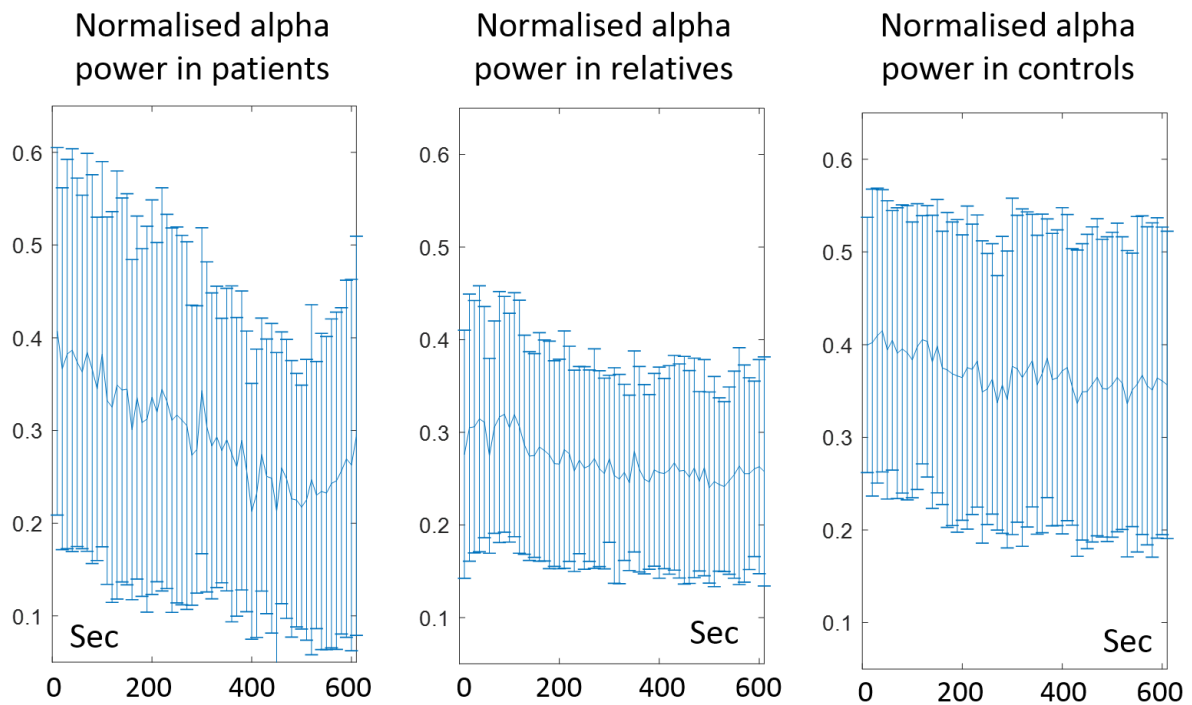 Normalised alpha
power in patients
0.6
0.5
0.4
0.3
0.2
0.1
Sec
0 200 400 600
Normalised alpha
power in relatives
0.6
0.5
0.4
0.3
0.2
0.1
Sec
0 200 400 600
Normalised alpha
power in controls
0.6
0.5
0.4
0.3
0.2
0.1
Sec
0 200 400 600